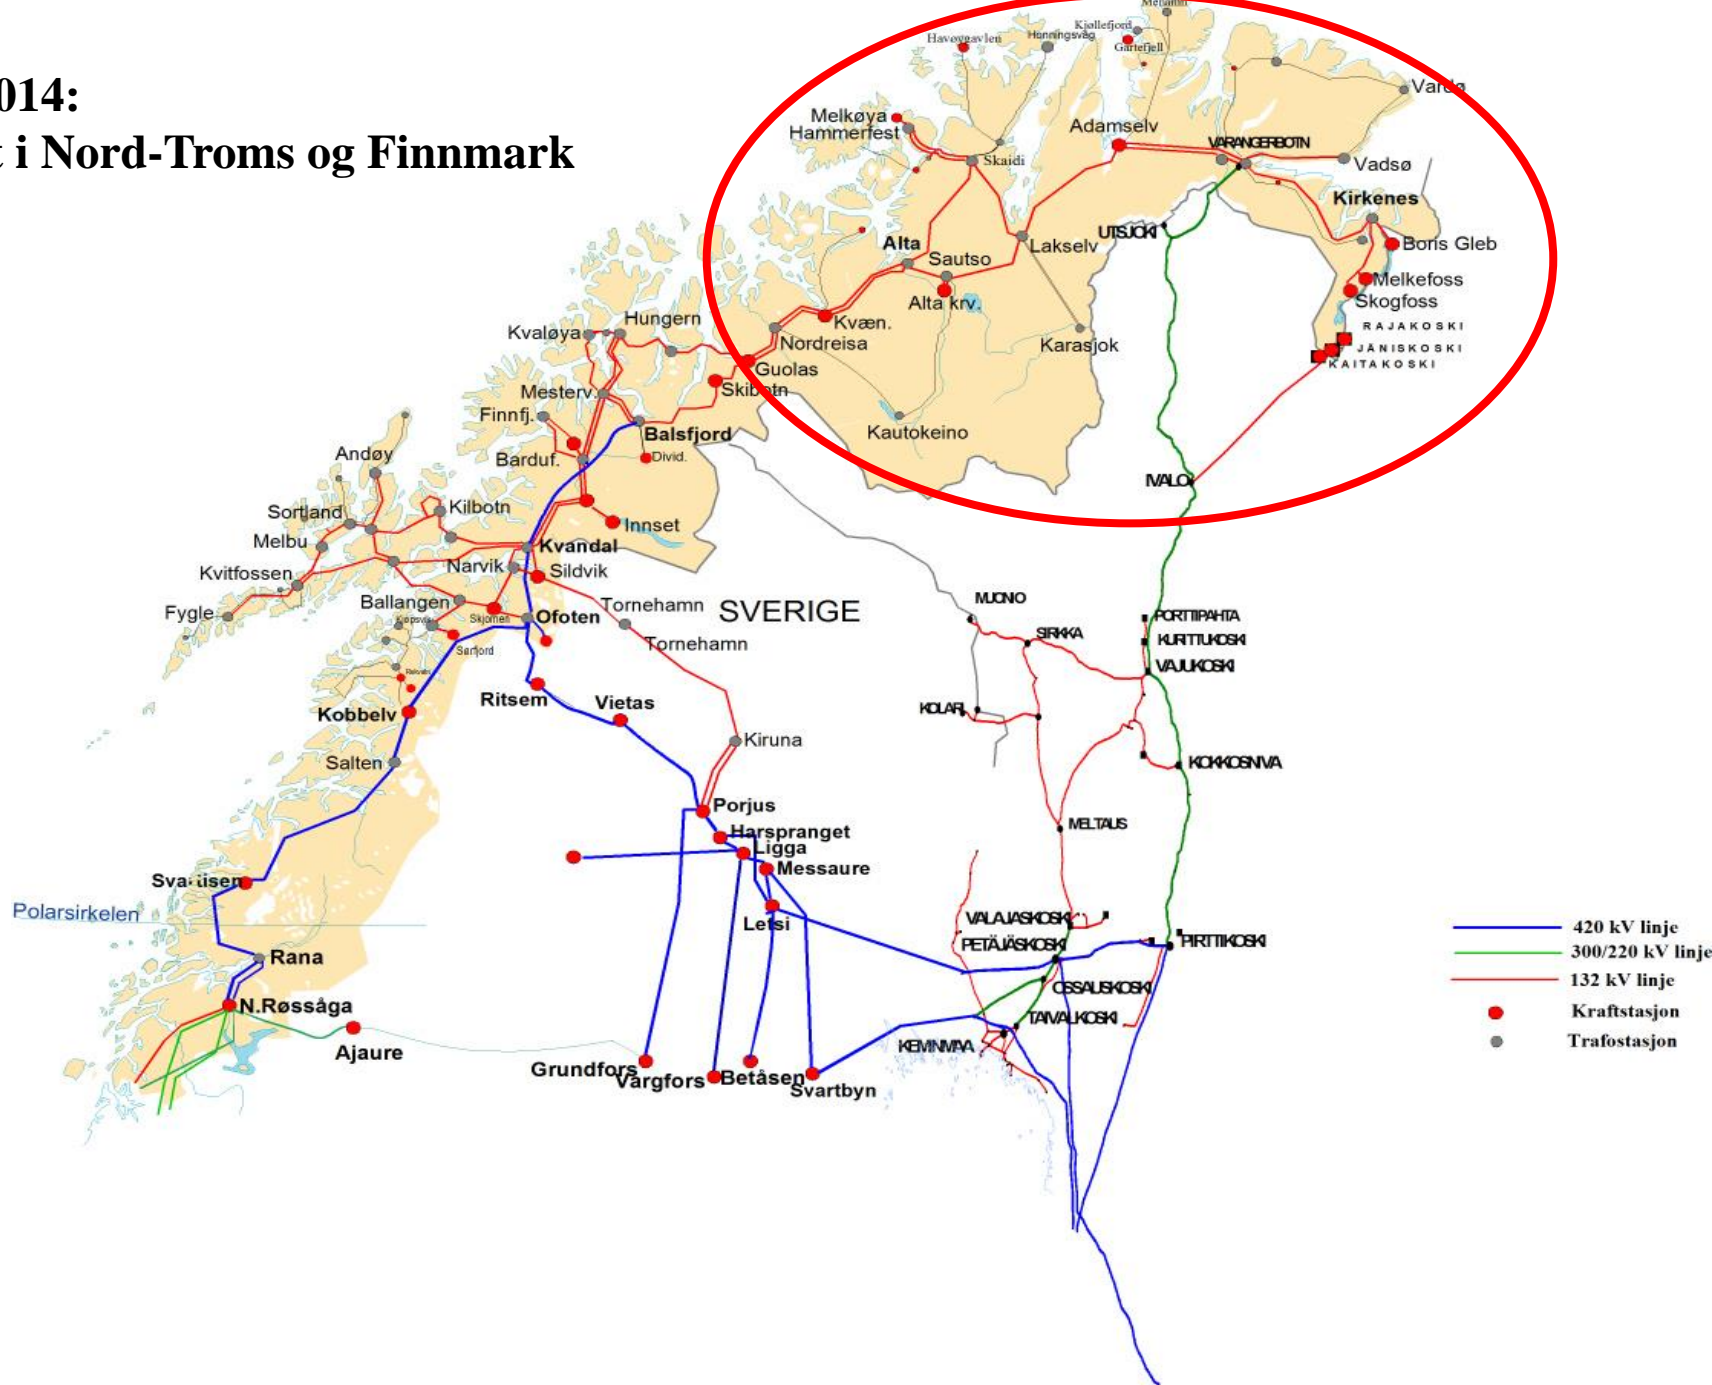 014:
t i Nord-Troms og Finnmark
Mehamn
Kjøllefjord
Gartefjell
Havøygavlen
Honningsvåg
Vardø
Melkøya
Hammerfest
Adamselv
VARANGERBOTN
Skaidi
Vadsø
Kirkenes
UTSJOKI
Lakselv
Boris Gleb
Alta
Sautso
Melkefoss
Alta krv.
Skogfoss
Kvæn.
RAJAKOSKI
Nordreisa
Karasjok
JÄNISKOSKI
KAITAKOSKI
Hungern
Kvaløya
Guolas
Skibotn
Mesterv.
Finnfj.
Balsfjord
Kautokeino
Divid.
Barduf.
Andøy
IVALO
Sortland
Kilbotn
Innset
Melbu
Kvandal
Kvitfossen
Narvik
Sildvik
Fygle
Ballangen
Skjomen
Ofoten
Tornehamn
SVERIGE
Tornehamn
Kjøpsvik
Sørfjord
MUONIO
SIRKKA
PORTTIPAHTA
KURITTUKOSKI
VAJUKOSKI
Ritsem
Vietas
Kobbelv
KOLARI
Kiruna
Salten
KOKKOSNIVA
Porjus
Harspranget
Ligga
Messaure
MELTAUS
Svartisen
Letsi
Polarsirkelen
VALAJASKOSKI
PETÄJÄSKOSKI
PIRTTIKOSKI
420 kV linje
300/220 kV linje
132 kV linje
Kraftstasjon
Trafostasjon
Rana
OSSAUSKOSKI
N.Røssåga
TAIVALKOSKI
KEMINMAA
Ajaure
Grundfors
Vargfors
Betåsen
Svartbyn